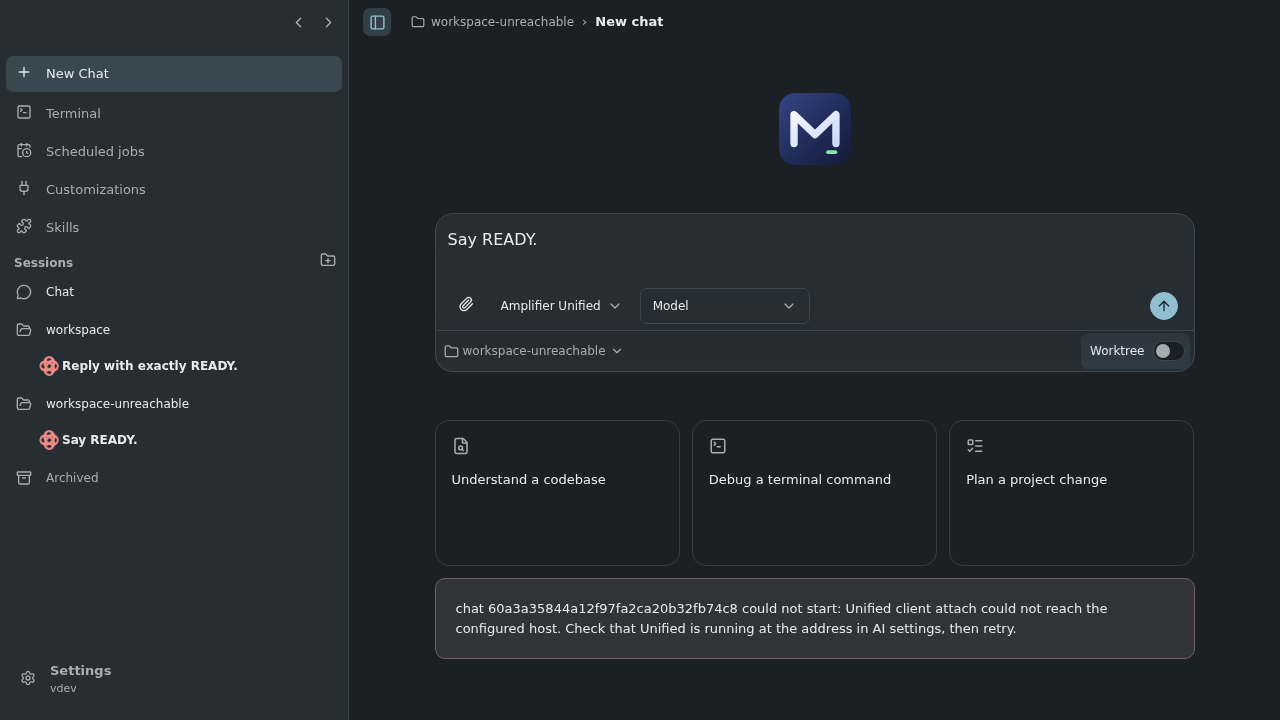 New Chat
Terminal
Scheduled jobs
Customizations
Skills
Sessions
Chat
workspace
Reply with exactly READY.
workspace-unreachable
Say READY.
Archived
Settings
vdev
workspace-unreachable › New chat
Say READY.
Amplifier Unified
Model
workspace-unreachable
Worktree
Understand a codebase
Debug a terminal command
Plan a project change
chat 60a3a35844a12f97fa2ca20b32fb74c8 could not start: Unified client attach could not reach the
configured host. Check that Unified is running at the address in AI settings, then retry.